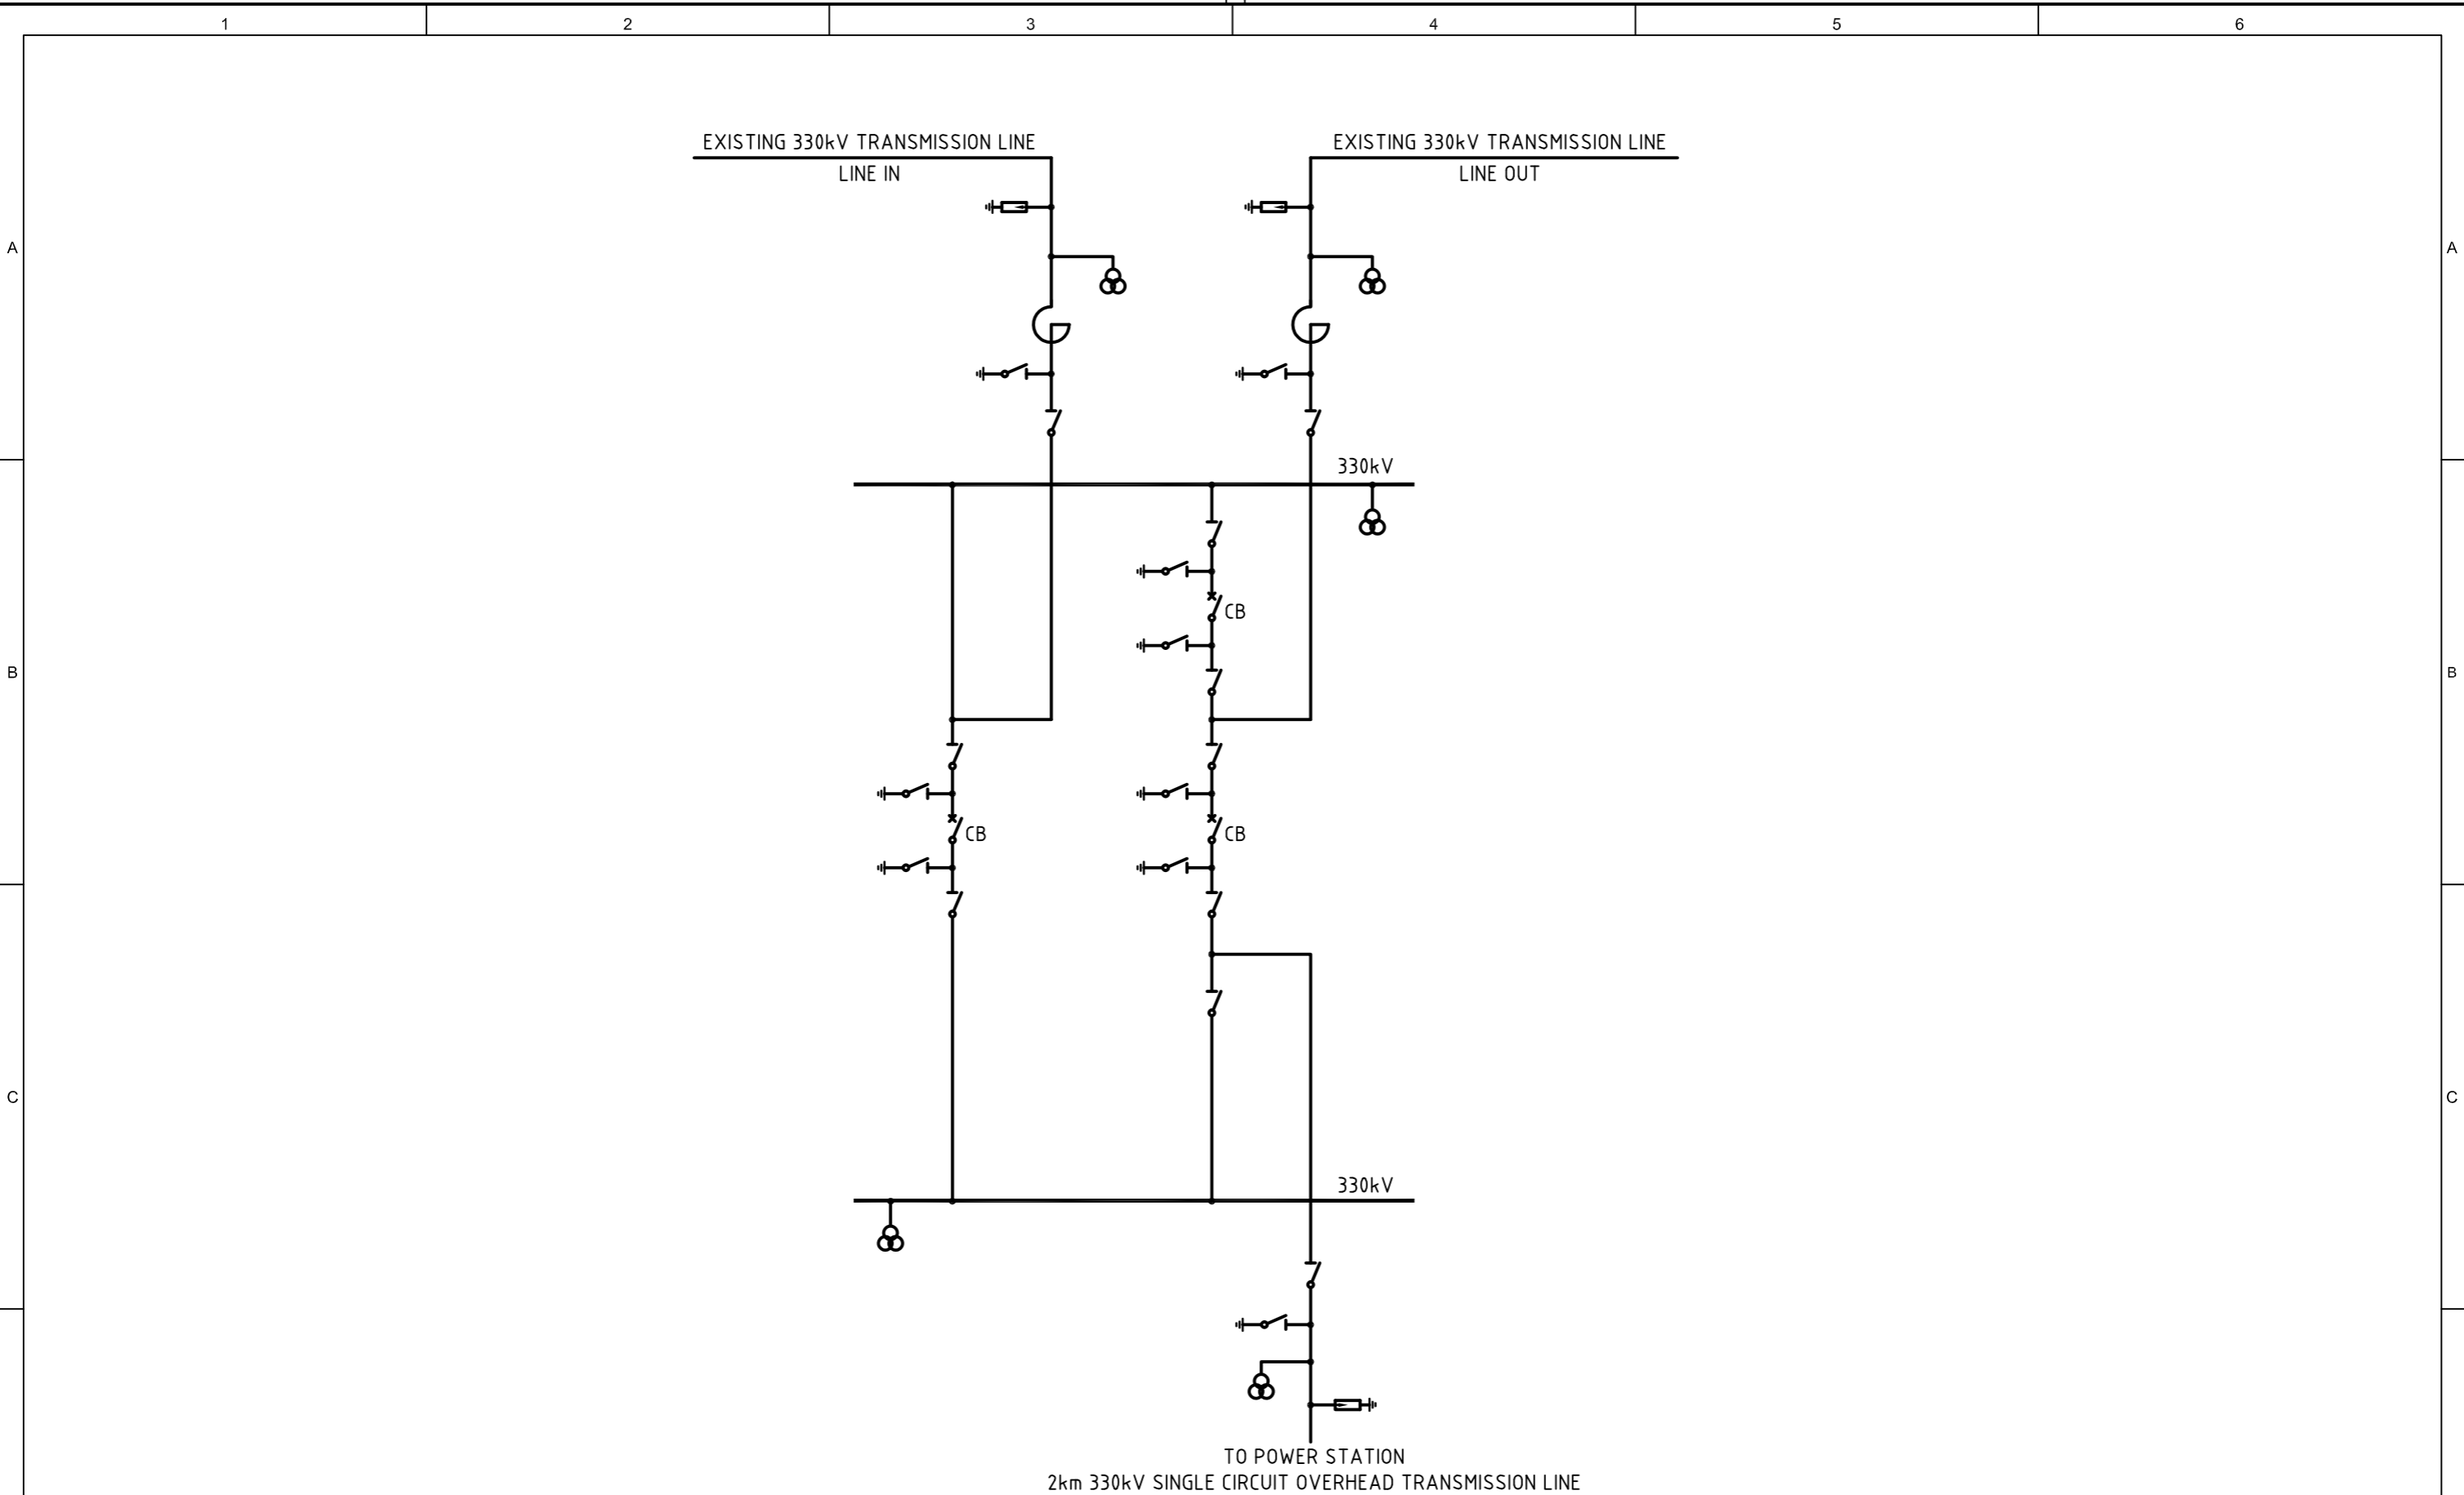 1 2 3 4 5 6
EXISTING 330kV TRANSMISSION LINE
LINE IN
EXISTING 330kV TRANSMISSION LINE
LINE OUT
A A
330kV
CB
B B
CB CB
C C
330kV
TO POWER STATION
2km 330kV SINGLE CIRCUIT OVERHEAD TRANSMISSION LINE